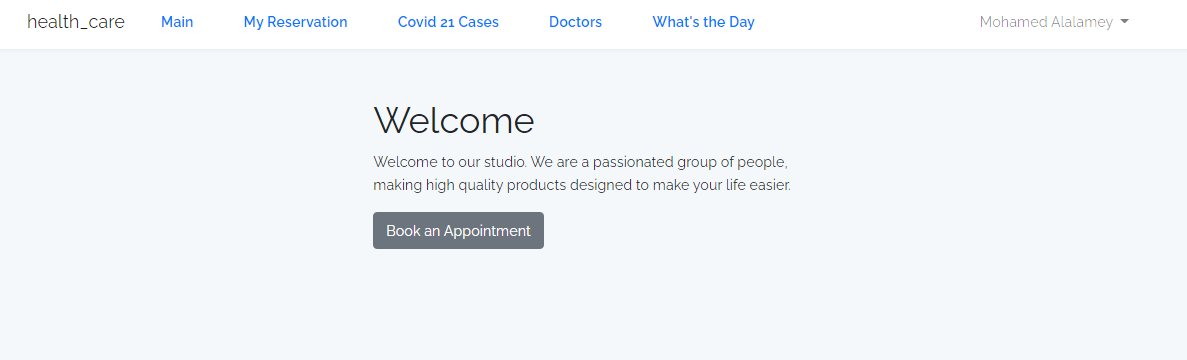 health_care Main My Reservation Covid 21 Cases Doctors What's the Day Mohamed Alalamey
Welcome
Welcome to our studio. We are a passionated group of people,
making high quality products designed to make your life easier.
Book an Appointment